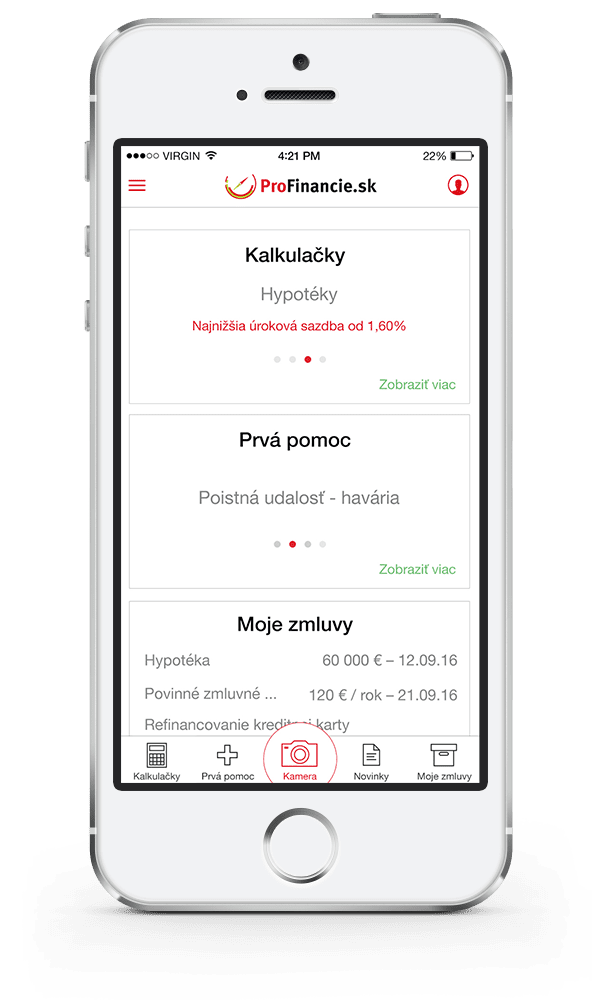 VIRGIN 4:21 PM 22%
ProFinancie.sk
Kalkulačky
Hypotéky
Najnižšia úroková sazdba od 1,60%
Zobraziť viac
Prvá pomoc
Poistná udalosť - havária
Zobraziť viac
Moje zmluvy
Hypotéka 60 000 € – 12.09.16
Povinné zmluvné ... 120 € / rok – 21.09.16
Refinancovanie kreditnej karty
Kalkulačky Prvá pomoc Kamera Novinky Moje zmluvy